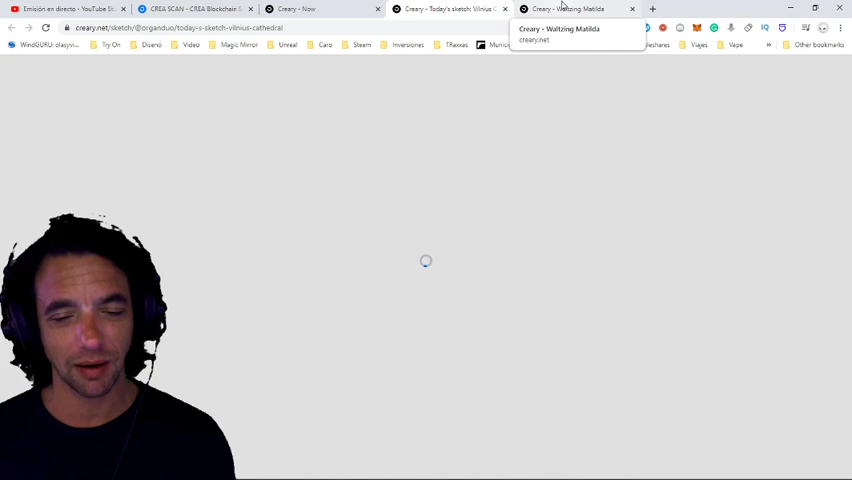 Emisión en directo - YouTube St
CREA SCAN - CREA Blockchain E
Creary - Now
Creary - Today's sketch: Vilnius C
Creary - Waltzing Matilda
creary.net/sketch/@organduo/today-s-sketch-vilnius-cathedral
Creary - Waltzing Matilda
creary.net
WindGURU: olasyvi
Try On
Diseno
Video
Magic Mirror
Union
Caro
Steem
Inversiones
TRaxxas
Munici
eshares
Viajes
Vape
»
Other bookmarks